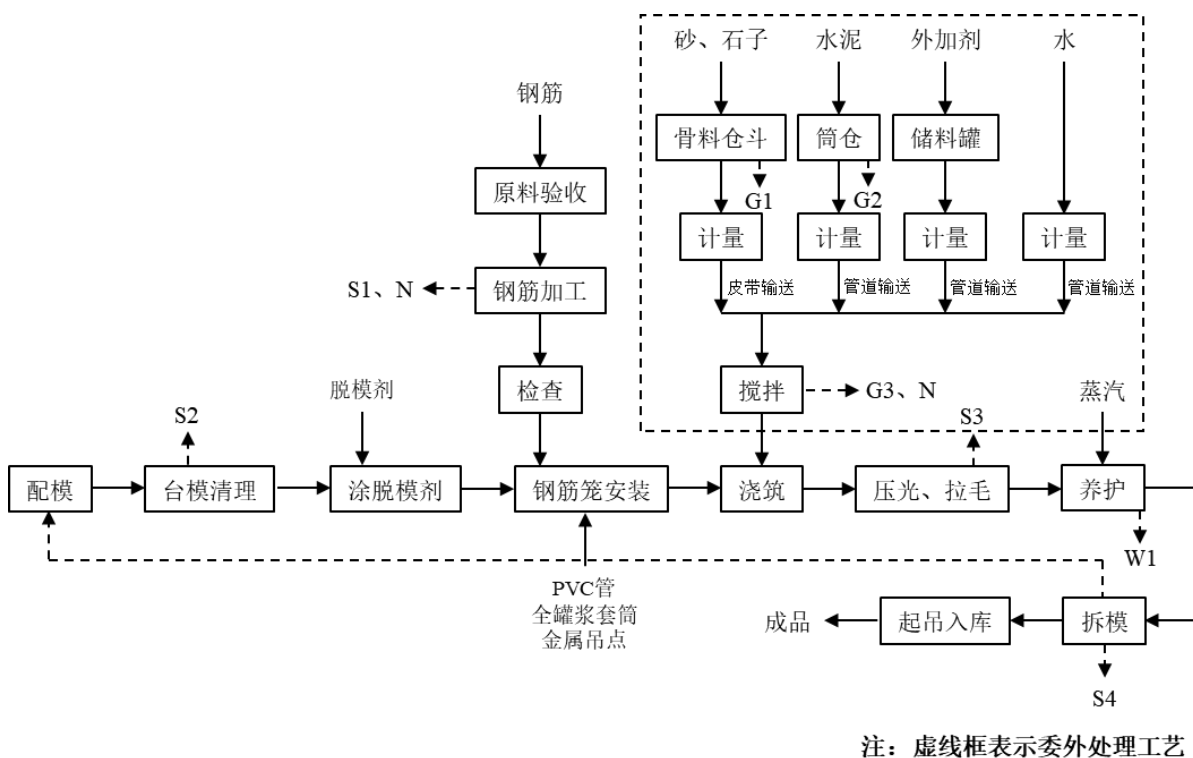 砂、石子
水泥
外加剂
水
钢筋
骨料仓斗
筒仓
储料罐
原料验收
G1
G2
计量
计量
计量
计量
S1、N
钢筋加工
皮带输送
管道输送
管道输送
管道输送
脱模剂
检查
搅拌
G3、N
蒸汽
S2
S3
配模
台模清理
涂脱模剂
钢筋笼安装
浇筑
压光、拉毛
养护
W1
PVC管
全罐浆套筒
金属吊点
成品
起吊入库
拆模
S4
注：虚线框表示委外处理工艺